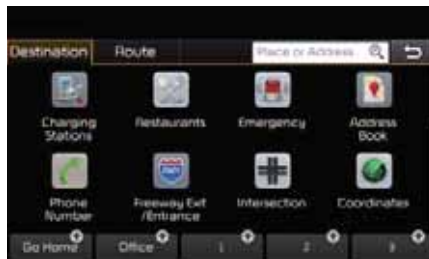 Destination Route Place or Address
Charging Restaurants Emergency Address
Stations Book
Phone Freeway Exit Intersection Coordinates
Number /Entrance
Go Home Office 1 2 3